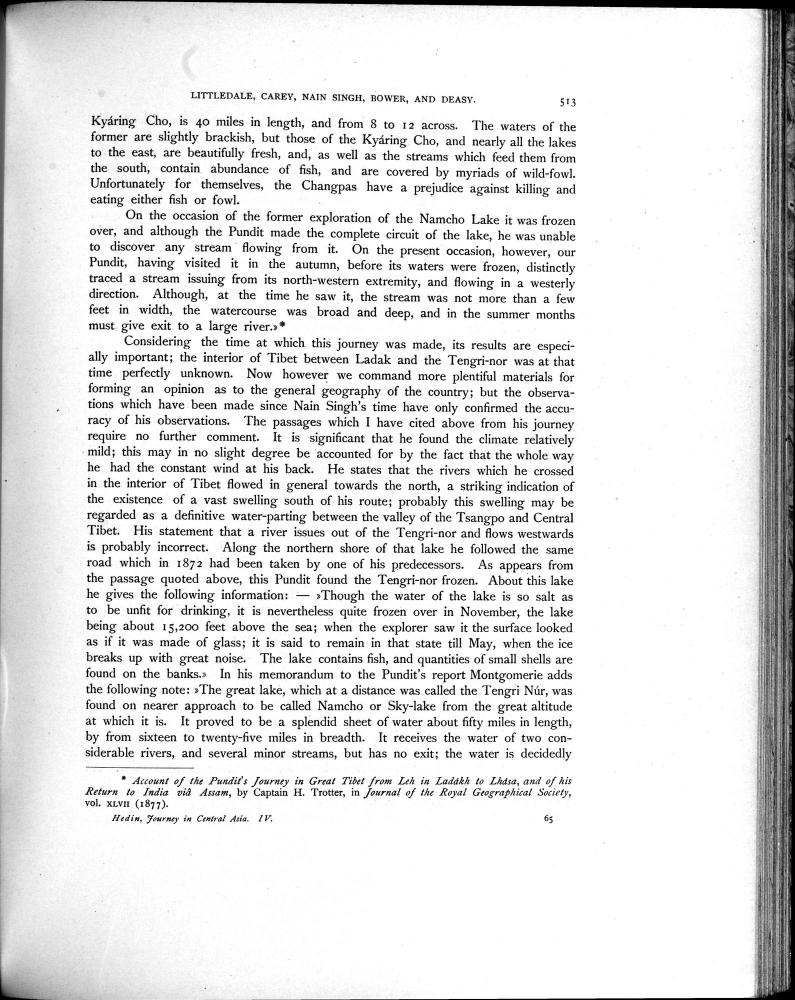 LITTLEDALE, CAREY, NAIN SINGH, BOWER, AND DEASY.
513
Kyáring Cho, is 40 miles in length, and from 8 to 12 across. The waters of the
former are slightly brackish, but those of the Kyáring Cho, and nearly all the lakes
to the east, are beautifully fresh, and, as well as the streams which feed them from
the south, contain abundance of fish, and are covered by myriads of wild-fowl.
Unfortunately for themselves, the Changpas have a prejudice against killing and
eating either fish or fowl.
On the occasion of the former exploration of the Namcho Lake it was frozen
over, and although the Pundit made the complete circuit of the lake, he was unable
to discover any stream flowing from it. On the present occasion, however, our
Pundit, having visited it in the autumn, before its waters were frozen, distinctly
traced a stream issuing from its north-western extremity, and flowing in a westerly
direction. Although, at the time he saw it, the stream was not more than a few
feet in width, the watercourse was broad and deep, and in the summer months
must give exit to a large river.»*
Considering the time at which this journey was made, its results are especi-
ally important; the interior of Tibet between Ladak and the Tengri-nor was at that
time perfectly unknown. Now however we command more plentiful materials for
forming an opinion as to the general geography of the country; but the observa-
tions which have been made since Nain Singh's time have only confirmed the accu-
racy of his observations. The passages which I have cited above from his journey
require no further comment. It is significant that he found the climate relatively
mild; this may in no slight degree be accounted for by the fact that the whole way
he had the constant wind at his back. He states that the rivers which he crossed
in the interior of Tibet flowed in general towards the north, a striking indication of
the existence of a vast swelling south of his route; probably this swelling may be
regarded as a definitive water-parting between the valley of the Tsangpo and Central
Tibet. His statement that a river issues out of the Tengri-nor and flows westwards
is probably incorrect. Along the northern shore of that lake he followed the same
road which in 1872 had been taken by one of his predecessors. As appears from
the passage quoted above, this Pundit found the Tengri-nor frozen. About this lake
he gives the following information: — »Though the water of the lake is so salt as
to be unfit for drinking, it is nevertheless quite frozen over in November, the lake
being about 15,200 feet above the sea; when the explorer saw it the surface looked
as if it was made of glass; it is said to remain in that state till May, when the ice
breaks up with great noise. The lake contains fish, and quantities of small shells are
found on the banks.» In his memorandum to the Pundit's report Montgomerie adds
the following note: »The great lake, which at a distance was called the Tengri Núr, was
found on nearer approach to be called Namcho or Sky-lake from the great altitude
at which it is. It proved to be a splendid sheet of water about fifty miles in length,
by from sixteen to twenty-five miles in breadth. It receives the water of two con-
siderable rivers, and several minor streams, but has no exit; the water is decidedly
* Account of the Pundit's Journey in Great Tibet from Leh in Ladákh to Lhása, and of his
Return to India viâ Assam, by Captain H. Trotter, in Journal of the Royal Geographical Society,
vol. XLVII (1877).
Hedin, Journey in Central Asia. IV.
65